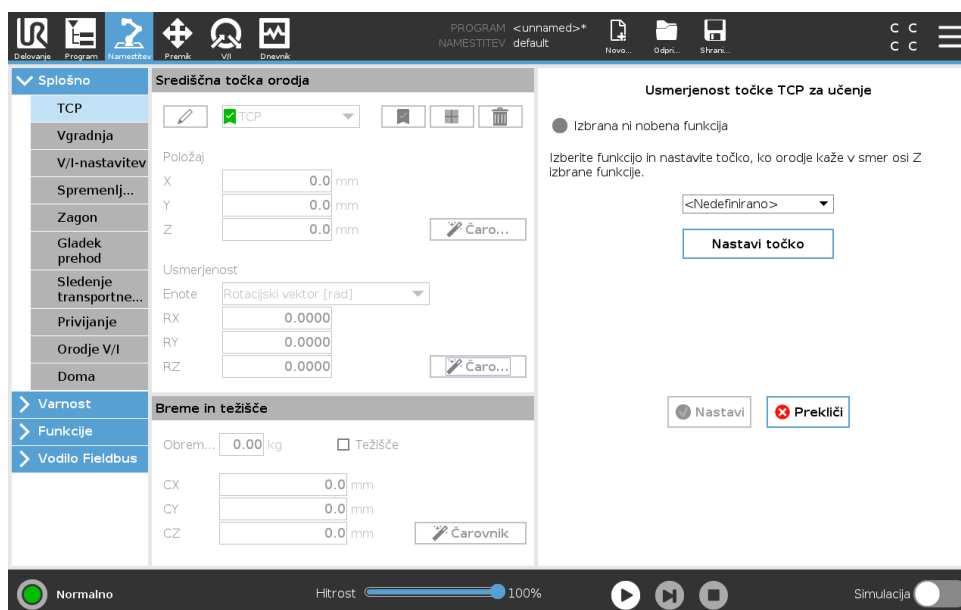 PROGRAM <unnamed>*
NAMESTITEV default
Delovanje
Program
Namestitev
Premik
V/I
Dnevnik
Novo...
Odpri...
Shrani...
C C
C C
Splošno
TCP
Vgradnja
V/I-nastavitev
Spremenlj...
Zagon
Gladek
prehod
Sledenje
transportne...
Privijanje
Orodje V/I
Doma
Varnost
Funkcije
Vodilo Fieldbus
Središčna točka orodja
TCP
Položaj
X 0.0 mm
Y 0.0 mm
Z 0.0 mm
Čaro...
Usmerjenost
Enote Rotacijski vektor [rad]
RX 0.0000
RY 0.0000
RZ 0.0000
Čaro...
Breme in težišče
Obrem... 0.00 kg
Težišče
CX 0.0 mm
CY 0.0 mm
CZ 0.0 mm
Čarovnik
Usmerjenost točke TCP za učenje
Izbrana ni nobena funkcija
Izberite funkcijo in nastavite točko, ko orodje kaže v smer osi Z
izbrane funkcije.
<Nedefinirano>
Nastavi točko
Nastavi
Prekliči
Normalno
Hitrost 100%
Simulacija